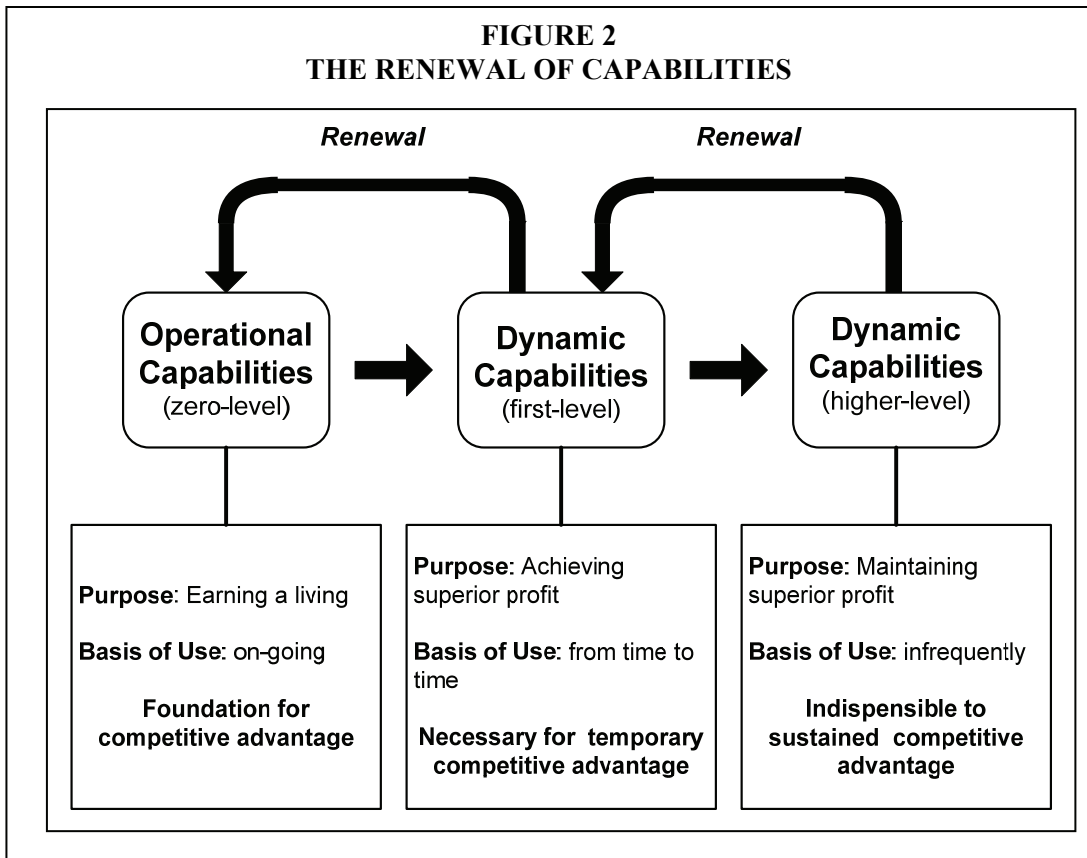 FIGURE 2
THE RENEWAL OF CAPABILITIES
Renewal
Renewal
Operational
Capabilities
(zero-level)
Dynamic
Capabilities
(first-level)
Dynamic
Capabilities
(higher-level)
Purpose: Earning a living
Basis of Use: on-going
Foundation for
competitive advantage
Purpose: Achieving
superior profit
Basis of Use: from time to
time
Necessary for temporary
competitive advantage
Purpose: Maintaining
superior profit
Basis of Use: infrequently
Indispensible to
sustained competitive
advantage